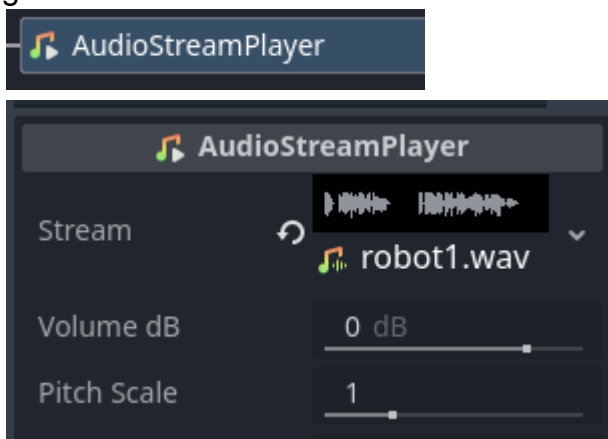 AudioStreamPlayer
AudioStreamPlayer
Stream
robot1.wav
Volume dB 0 dB
Pitch Scale 1